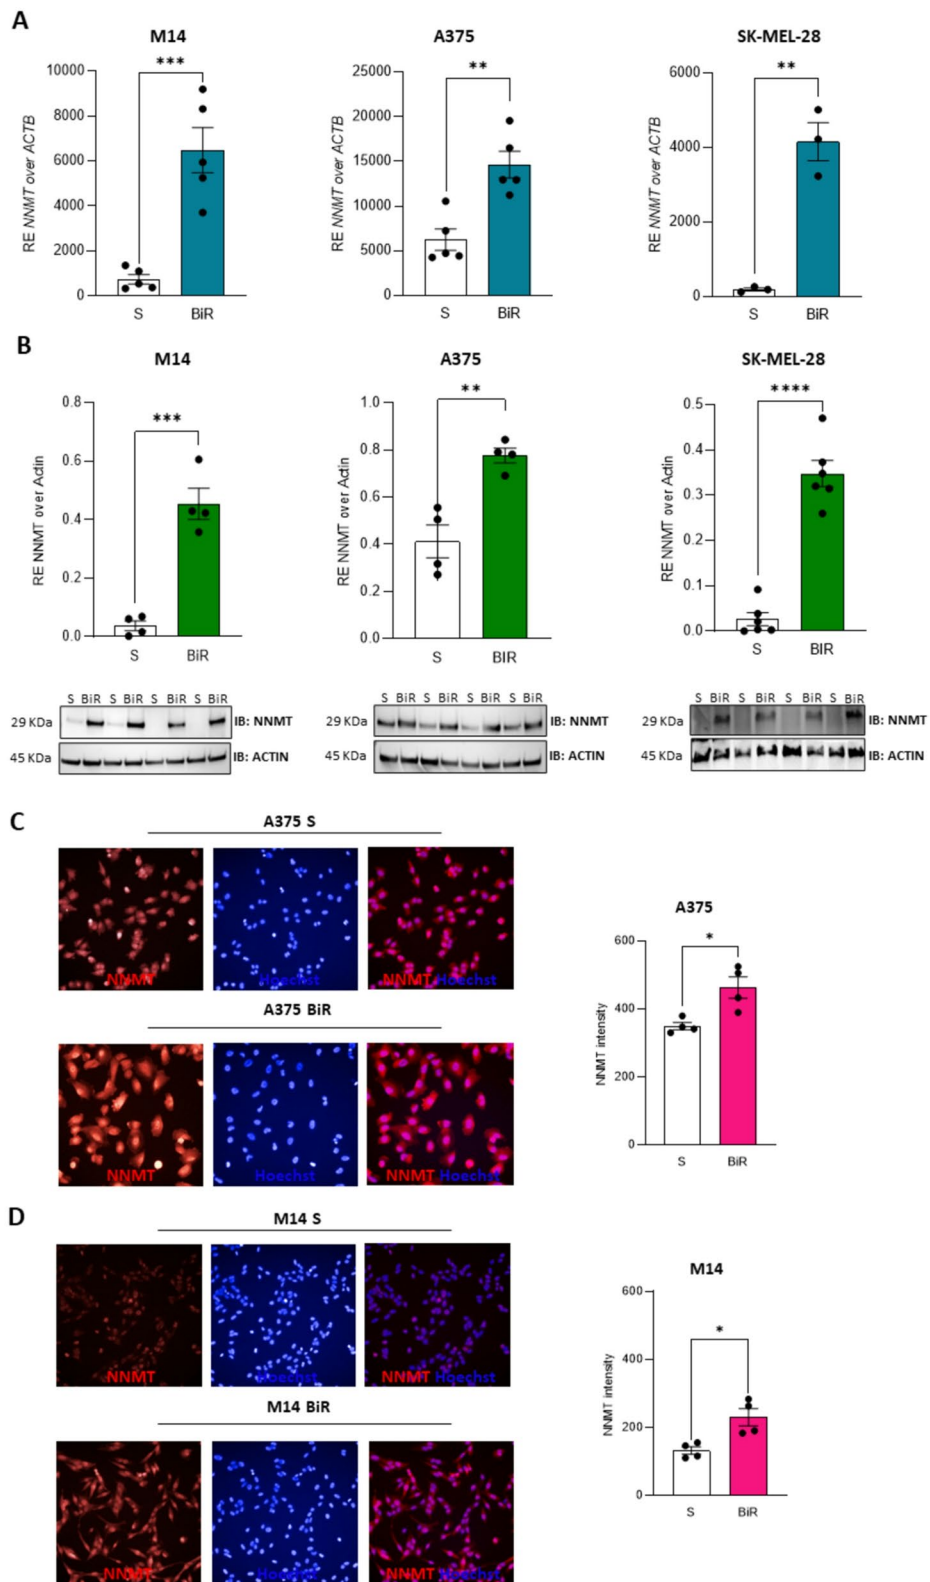 A
M14
A375
SK-MEL-28
10000
8000
6000
4000
2000
0
RE NNMT over ACTB
***
S
BiR
25000
20000
15000
10000
5000
0
RE NNMT over ACTB
**
S
BiR
6000
4000
2000
0
RE NNMT over ACTB
**
S
BiR
B
M14
A375
SK-MEL-28
0.8
0.6
0.4
0.2
0.0
RE NNMT over Actin
***
S
BiR
1.0
0.8
0.6
0.4
0.2
0.0
RE NNMT over Actin
**
S
BIR
0.5
0.4
0.3
0.2
0.1
0.0
RE NNMT over Actin
****
S
BIR
S BiR S BiR S BiR S BiR
29 KDa IB: NNMT
45 KDa IB: ACTIN
S BiR S BiR S BiR S BiR
29 KDa IB: NNMT
45 KDa IB: ACTIN
S BiR S BiR S BiR S BiR
29 KDa IB: NNMT
45 KDa IB: ACTIN
C
A375 S
NNMT
Hoechst
NNMT Hoechst
A375 BiR
NNMT
Hoechst
NNMT Hoechst
A375
600
400
200
0
NNMT intensity
*
S
BiR
D
M14 S
NNMT
Hoechst
NNMT Hoechst
M14 BiR
NNMT
Hoechst
NNMT Hoechst
M14
600
400
200
0
NNMT intensity
*
S
BiR